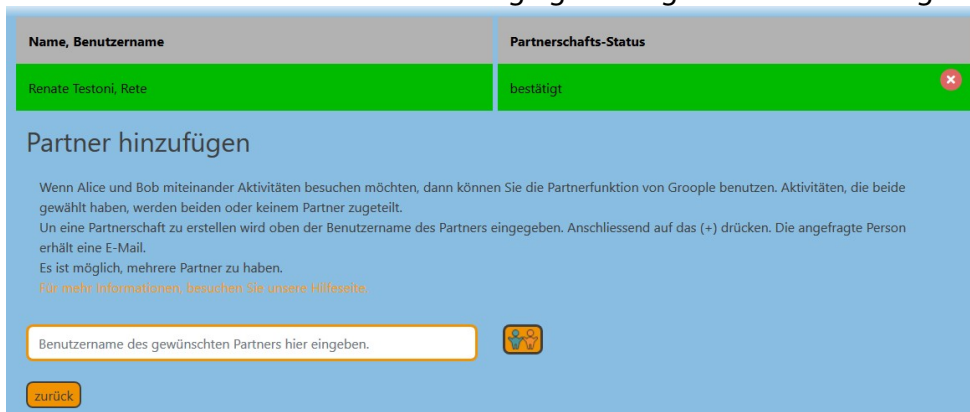 Name, Benutzername
Partnerschafts-Status
Renate Testoni, Rete
bestätigt
Partner hinzufügen
Wenn Alice und Bob miteinander Aktivitäten besuchen möchten, dann können Sie die Partnerfunktion von Groople benutzen. Aktivitäten, die beide
gewählt haben, werden beiden oder keinem Partner zugeteilt.
Un eine Partnerschaft zu erstellen wird oben der Benutzername des Partners eingegeben. Anschliessend auf das (+) drücken. Die angefragte Person
erhält eine E-Mail.
Es ist möglich, mehrere Partner zu haben.
Für mehr Informationen, besuchen Sie unsere Hilfeseite.
Benutzername des gewünschten Partners hier eingeben.
zurück